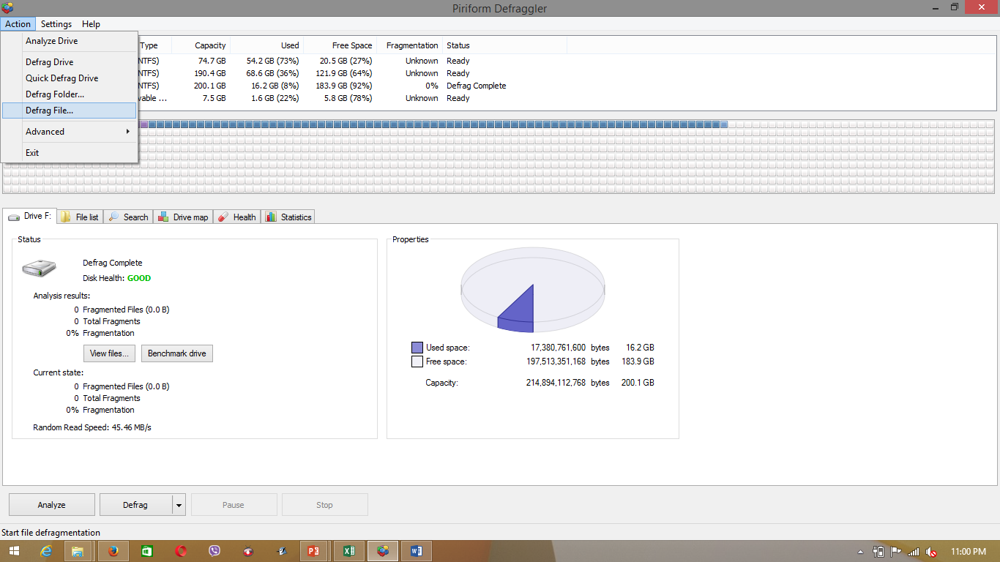 Piriform Defraggler
Action Settings Help
Analyze Drive
Defrag Drive
Quick Defrag Drive
Defrag Folder...
Defrag File...
Advanced
Exit
Type Capacity Used Free Space Fragmentation Status
NTFS) 74.7 GB 54.2 GB (73%) 20.5 GB (27%) Unknown Ready
NTFS) 190.4 GB 68.6 GB (36%) 121.9 GB (64%) Unknown Ready
NTFS) 200.1 GB 16.2 GB (8%) 183.9 GB (92%) 0% Defrag Complete
vable ... 7.5 GB 1.6 GB (22%) 5.8 GB (78%) Unknown Ready
Drive F: File list Search Drive map Health Statistics
Status
Defrag Complete
Disk Health: GOOD
Analysis results:
0 Fragmented Files (0.0 B)
0 Total Fragments
0% Fragmentation
View files... Benchmark drive
Current state:
0 Fragmented Files (0.0 B)
0 Total Fragments
0% Fragmentation
Random Read Speed: 45.46 MB/s
Properties
Used space: 17,380,761,600 bytes 16.2 GB
Free space: 197,513,351,168 bytes 183.9 GB
Capacity: 214,894,112,768 bytes 200.1 GB
Analyze Defrag Pause Stop
Start file defragmentation
11:00 PM